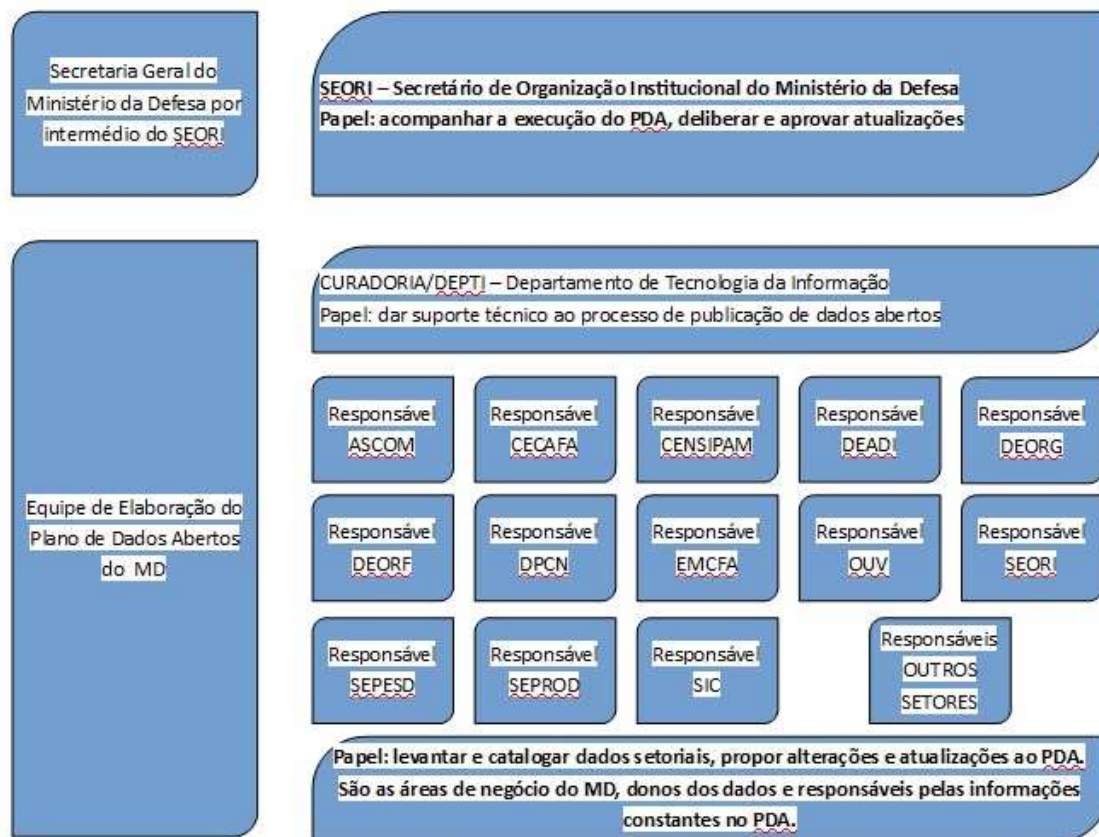 Secretaria Geral do
Ministério da Defesa por
intermédio do SEORI
SEORI – Secretário de Organização Institucional do Ministério da Defesa
Papel: acompanhar a execução do PDA, deliberar e aprovar atualizações
Equipe de Elaboração do
Plano de Dados Abertos
do MD
CURADORIA/DEPTI – Departamento de Tecnologia da Informação
Papel: dar suporte técnico ao processo de publicação de dados abertos
Responsável
ASCOM
Responsável
CECAFA
Responsável
CENSIPAM
Responsável
DEADI
Responsável
DEORG
Responsável
DEORF
Responsável
DPCN
Responsável
EMCFA
Responsável
OUV
Responsável
SEORI
Responsável
SEPESD
Responsável
SEPROD
Responsável
SIC
Responsáveis
OUTROS
SETORES
Papel: levantar e catalogar dados setoriais, propor alterações e atualizações ao PDA.
São as áreas de negócio do MD, donos dos dados e responsáveis pelas informações
constantes no PDA.